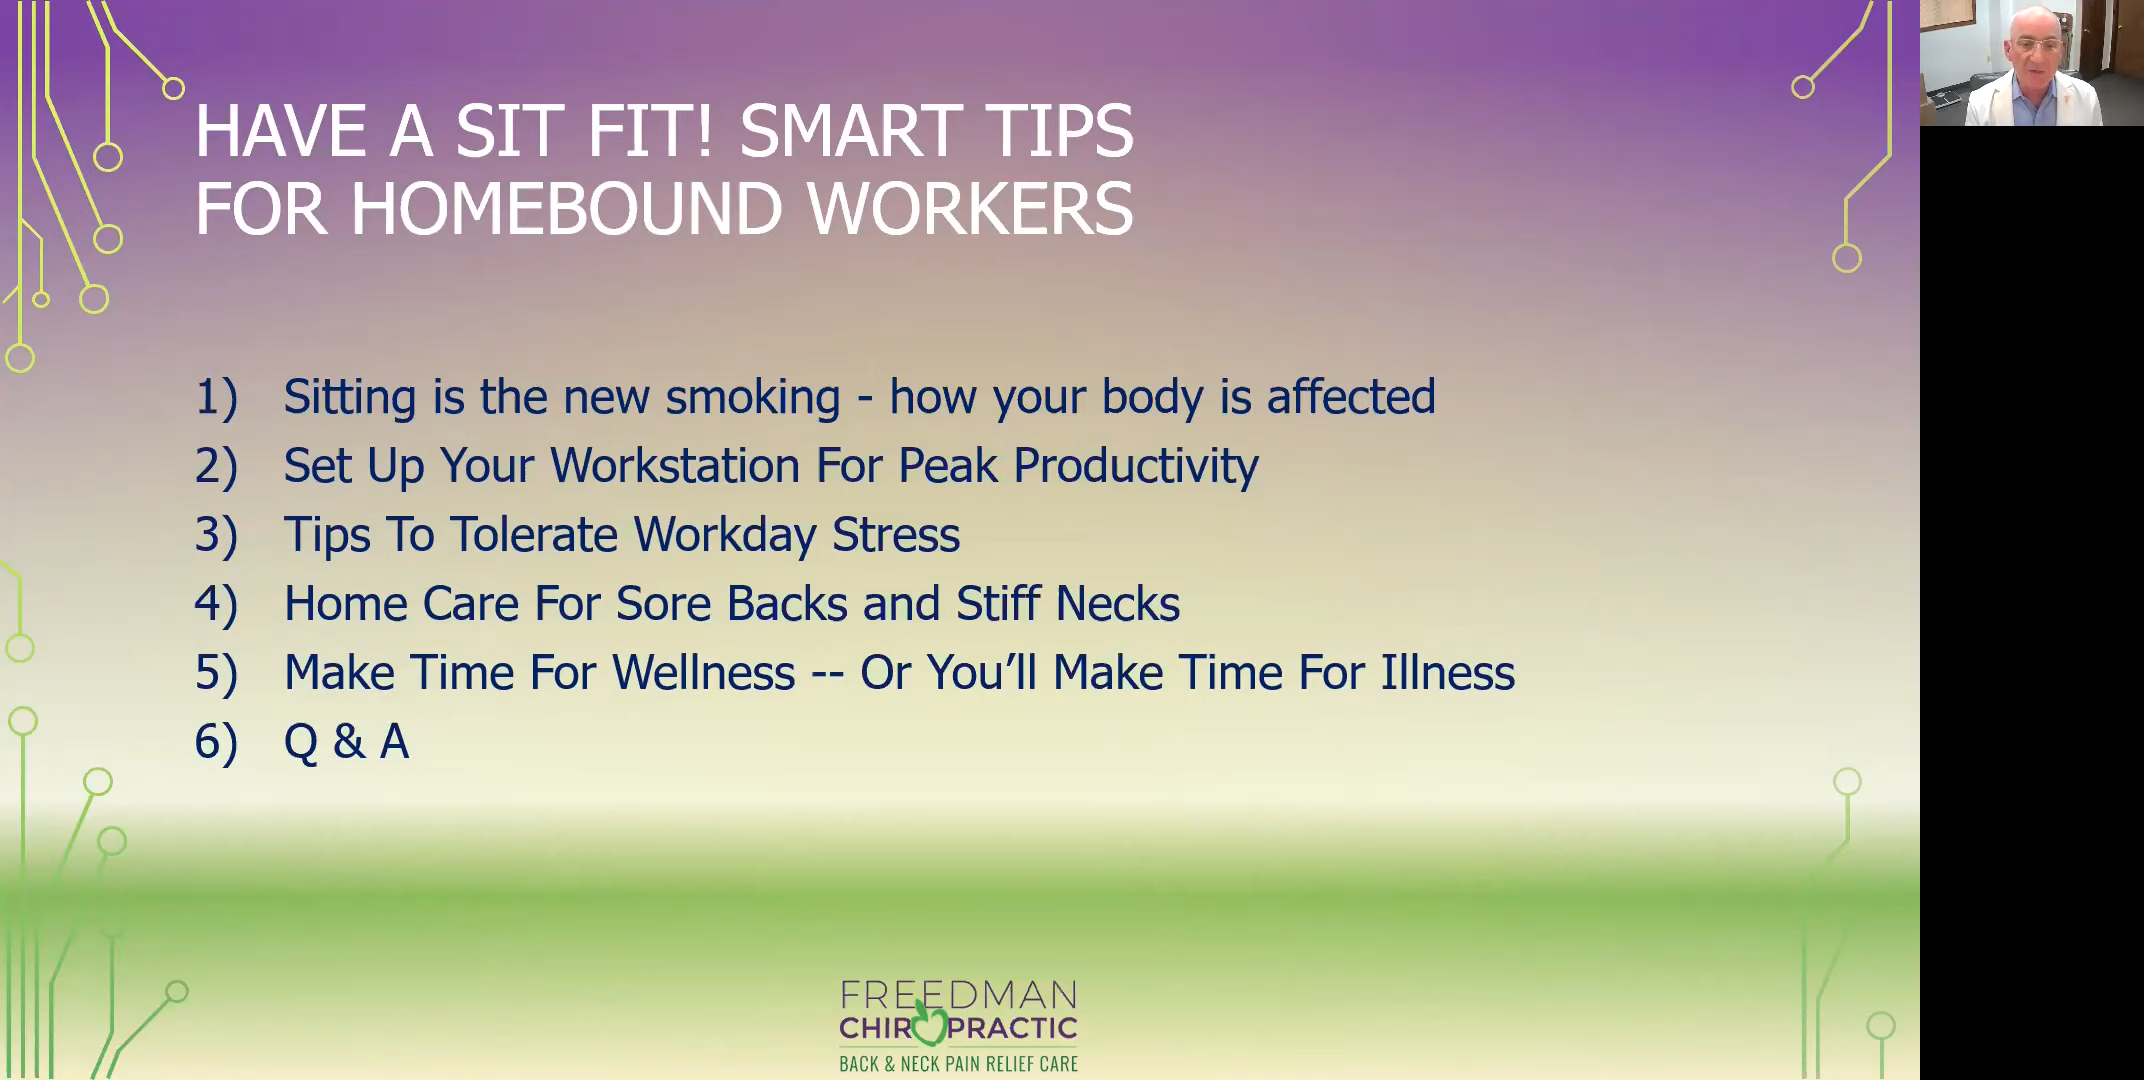 HAVE A SIT FIT! SMART TIPS
FOR HOMEBOUND WORKERS
1) Sitting is the new smoking - how your body is affected
2) Set Up Your Workstation For Peak Productivity
3) Tips To Tolerate Workday Stress
4) Home Care For Sore Backs and Stiff Necks
5) Make Time For Wellness -- Or You’ll Make Time For Illness
6) Q & A
FREEDMAN
CHIROPRACTIC
BACK & NECK PAIN RELIEF CARE